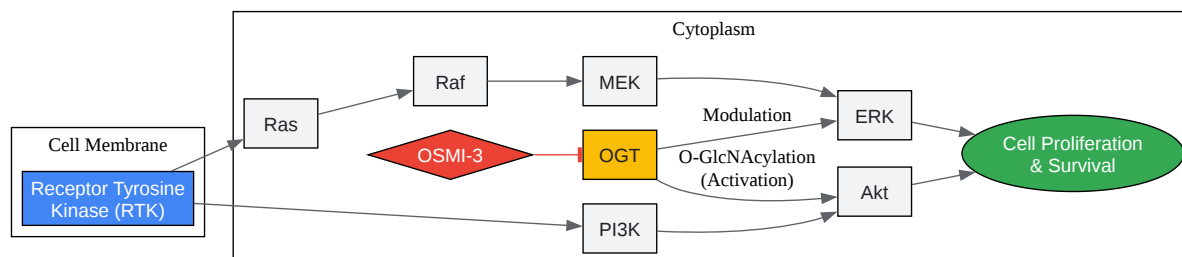 Cytoplasm
Cell Membrane
Receptor Tyrosine
Kinase (RTK)
Ras
Raf
MEK
OSMI-3
OGT
PI3K
Modulation
O-GlcNAcylation
(Activation)
ERK
Akt
Cell Proliferation
& Survival